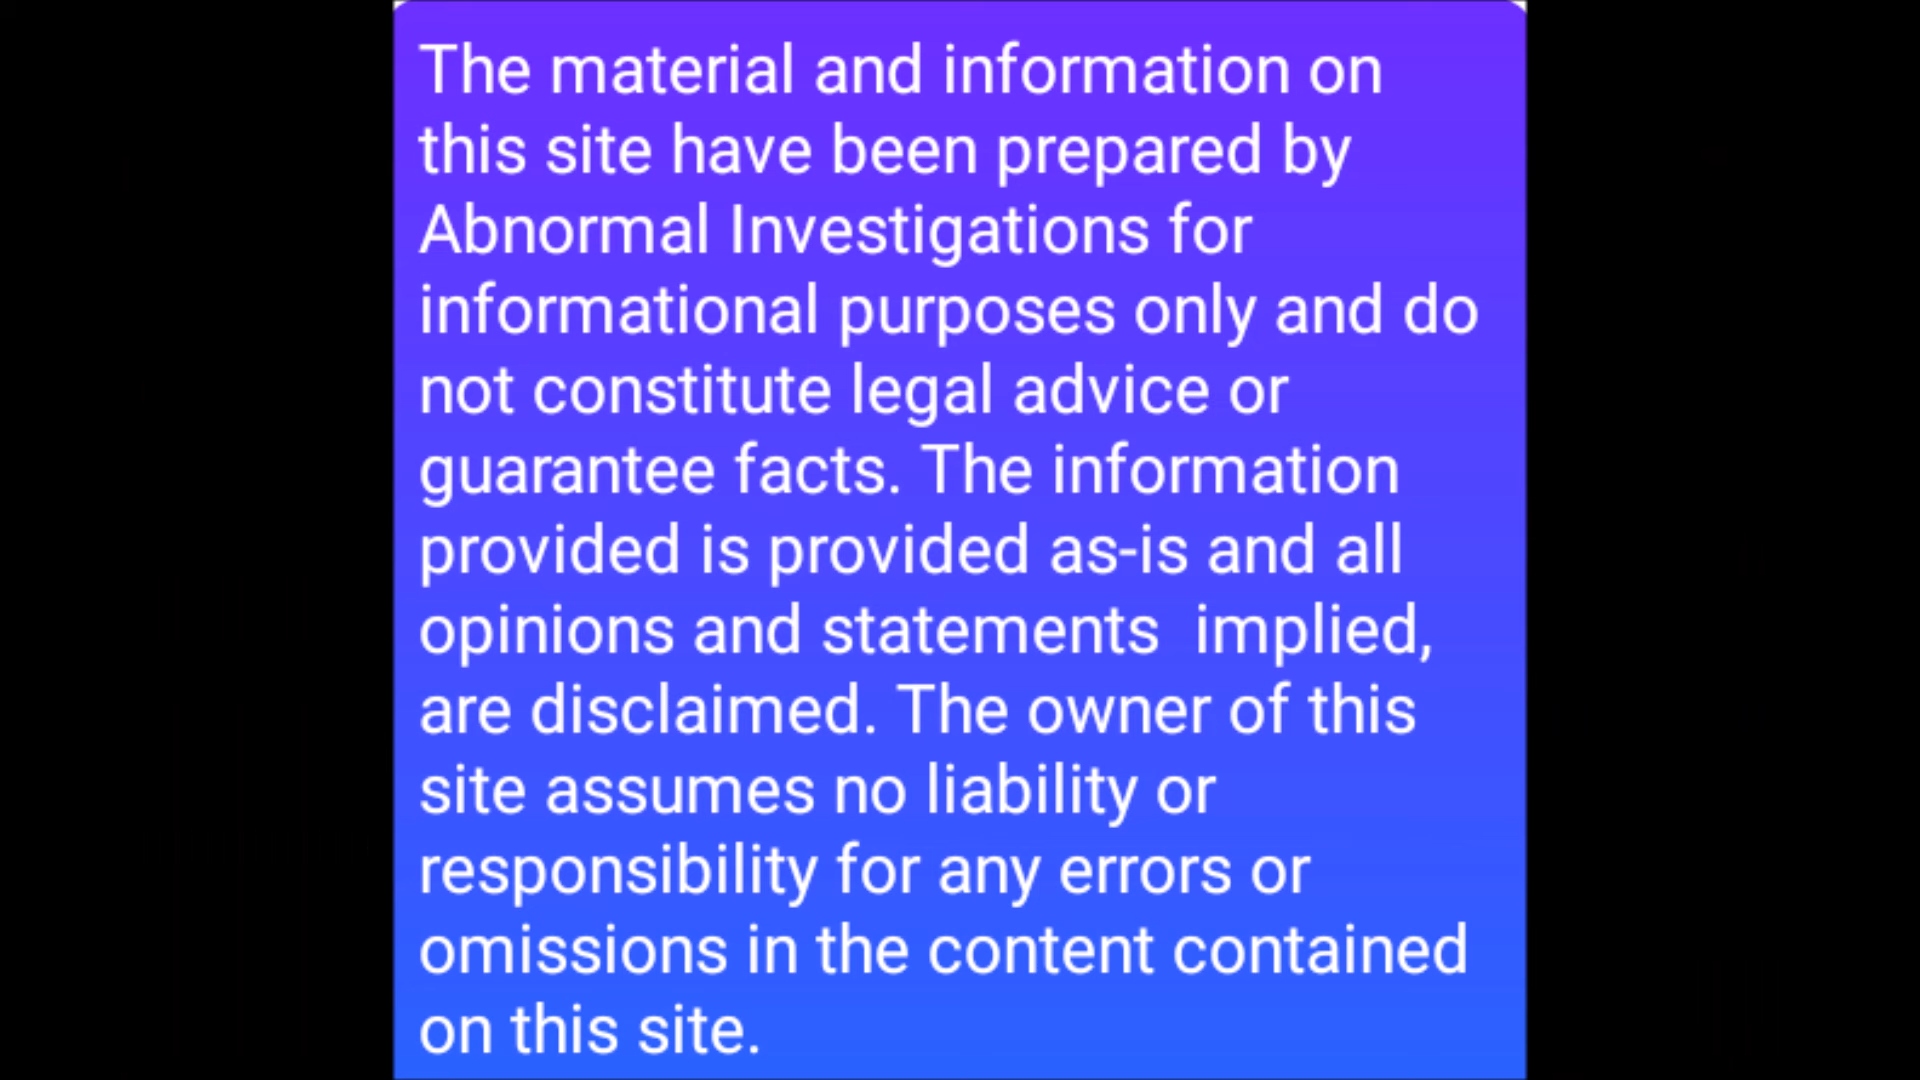 The material and information on
this site have been prepared by
Abnormal Investigations for
informational purposes only and do
not constitute legal advice or
guarantee facts. The information
provided is provided as-is and all
opinions and statements  implied,
are disclaimed. The owner of this
site assumes no liability or
responsibility for any errors or
omissions in the content contained
on this site.